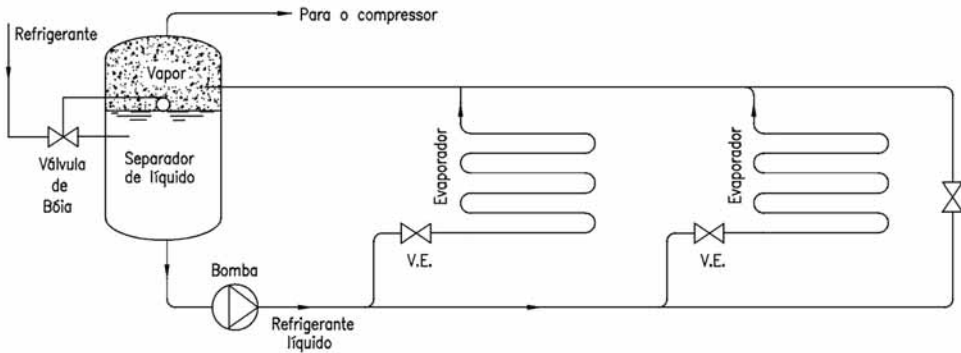 Para o compressor
Refrigerante
Vapor
Separador
de líquido
Válvula
de
Bóia
Evaporador
Evaporador
V.E.
V.E.
Bomba
Refrigerante
líquido